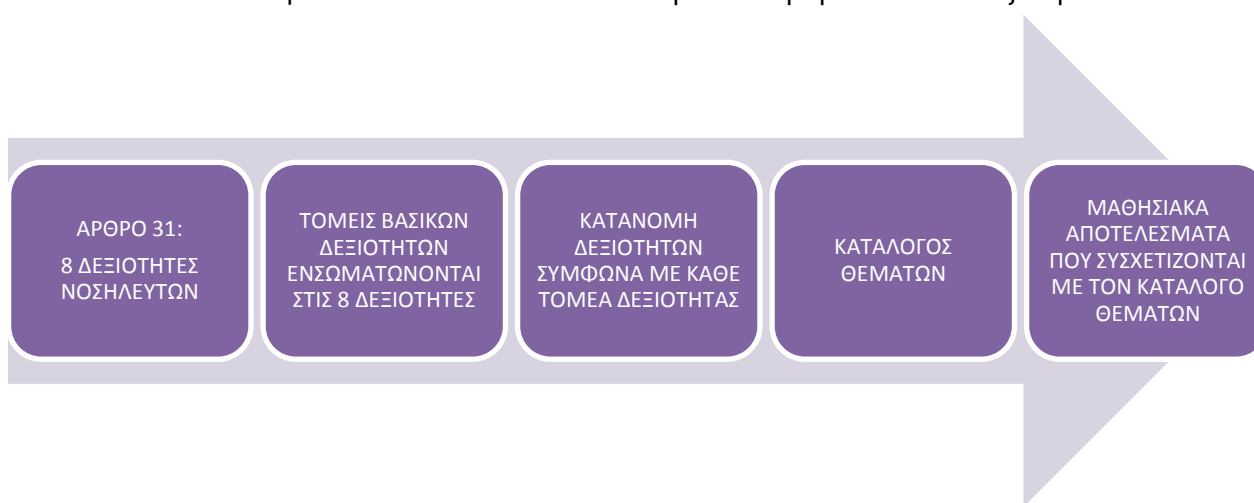 ΑΡΘΡΟ 31:
8 ΔΕΞΙΟΤΗΤΕΣ
ΝΟΣΗΛΕΥΤΩΝ
ΤΟΜΕΙΣ ΒΑΣΙΚΩΝ
ΔΕΞΙΟΤΗΤΩΝ
ΕΝΣΩΜΑΤΩΝΟΝΤΑΙ
ΣΤΙΣ 8 ΔΕΞΙΟΤΗΤΕΣ
ΚΑΤΑΝΟΜΗ
ΔΕΞΙΟΤΗΤΩΝ
ΣΥΜΦΩΝΑ ΜΕ ΚΑΘΕ
ΤΟΜΕΑ ΔΕΞΙΟΤΗΤΑΣ
ΚΑΤΑΛΟΓΟΣ
ΘΕΜΑΤΩΝ
ΜΑΘΗΣΙΑΚΑ
ΑΠΟΤΕΛΕΣΜΑΤΑ
ΠΟΥ ΣΥΣΧΕΤΙΖΟΝΤΑΙ
ΜΕ ΤΟΝ ΚΑΤΑΛΟΓΟ
ΘΕΜΑΤΩΝ